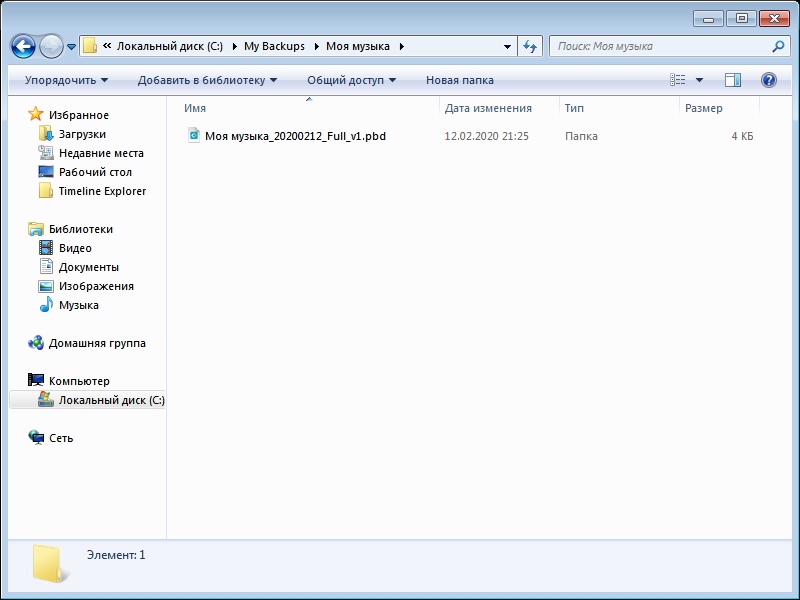 « Локальный диск (C:) My Backups Моя музыка Поиск: Моя музыка
Упорядочить Добавить в библиотеку Общий доступ Новая папка
Имя Дата изменения Тип Размер
Моя музыка_20200212_Full_v1.pbd 12.02.2020 21:25 Папка 4 КБ
Избранное
Загрузки
Недавние места
Рабочий стол
Timeline Explorer
Библиотеки
Видео
Документы
Изображения
Музыка
Домашняя группа
Компьютер
Локальный диск (C:)
Сеть
Элемент: 1